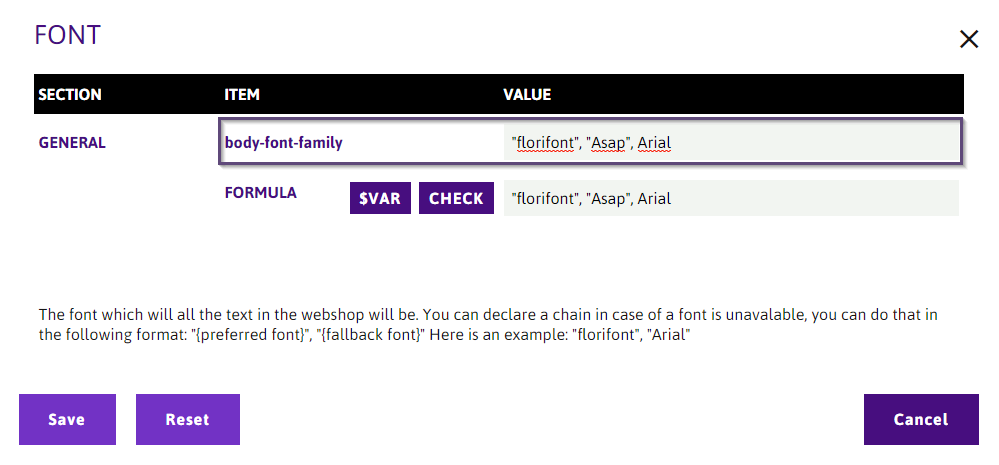 FONT
SECTION ITEM VALUE
GENERAL body-font-family "florifont", "Asap", Arial
FORMULA $VAR CHECK "florifont", "Asap", Arial
The font which will all the text in the webshop will be. You can declare a chain in case of a font is unavalable, you can do that in
the following format: "{preferred font}", "{fallback font}" Here is an example: "florifont", "Arial"
Save Reset Cancel